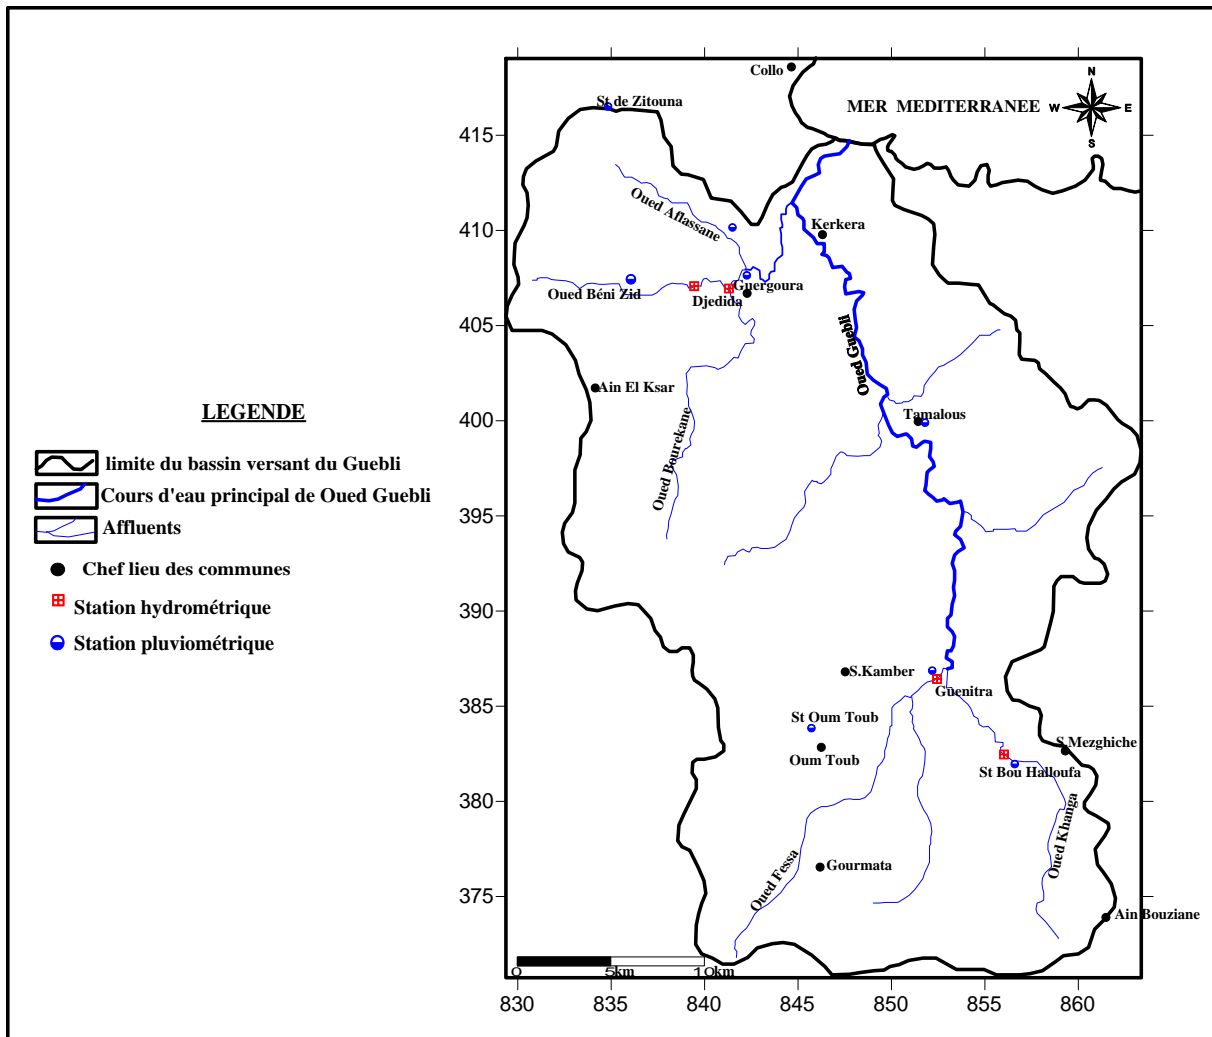 Collo
N
MER MEDITERRANEE
W
E
S
St de Zitouna
415
Oued Aflassane
410
Kerkera
Oued Béni Zid
Guergoura
Djedida
405
Oued Guebli
Ain El Ksar
LEGENDE
400
Tamalous
Oued Bourekane
limite du bassin versant du Guebli
Cours d'eau principal de Oued Guebli
395
Affluents
Chef lieu des communes
390
Station hydrométrique
Station pluviométrique
S.Kamber
Guenitra
385
St Oum Toub
Oum Toub
S.Mezghiche
St Bou Halloufa
380
Oued Khanga
Oued Fessa
Gourmata
375
Ain Bouziane
0
5km
10km
830
835
840
845
850
855
860